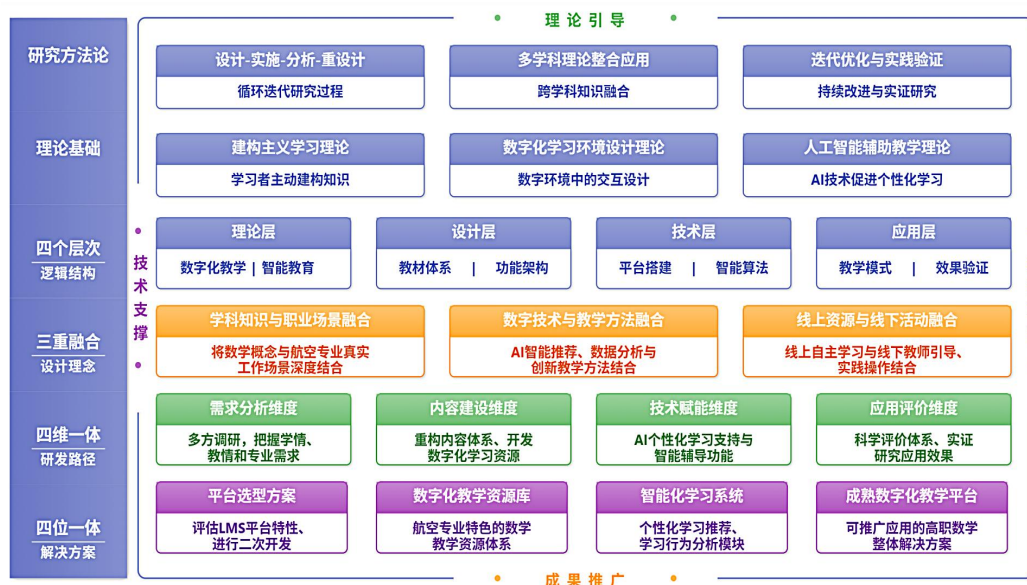 理论引导
研究方法论
设计-实施-分析-重设计
循环迭代研究过程
多学科理论整合应用
跨学科知识融合
迭代优化与实践验证
持续改进与实证研究
理论基础
建构主义学习理论
学习者主动建构知识
数字化学习环境设计理论
数字环境中的交互设计
人工智能辅助教学理论
AI技术促进个性化学习
技术支撑
四个层次
逻辑结构
理论层
数字化教学 | 智能教育
设计层
教材体系 | 功能架构
技术层
平台搭建 | 智能算法
应用层
教学模式 | 效果验证
三重融合
设计理念
学科知识与职业场景融合
将数学概念与航空专业真实
工作场景深度结合
数字技术与教学方法融合
AI智能推荐、数据分析与
创新教学方法结合
线上资源与线下活动融合
线上自主学习与线下教师引导、
实践操作结合
四维一体
研发路径
需求分析维度
多方调研，把握学情、
教情和专业需求
内容建设维度
重构内容体系、开发
数字化学习资源
技术赋能维度
AI个性化学习支持与
智能辅导功能
应用评价维度
科学评价体系、实证
研究应用效果
四位一体
解决方案
平台选型方案
评估LMS平台特性、
进行二次开发
数字化教学资源库
航空专业特色的数学
教学资源体系
智能化学习系统
个性化学习推荐、
学习行为分析模块
成熟数字化教学平台
可推广应用的高职数学
整体解决方案
成果推广